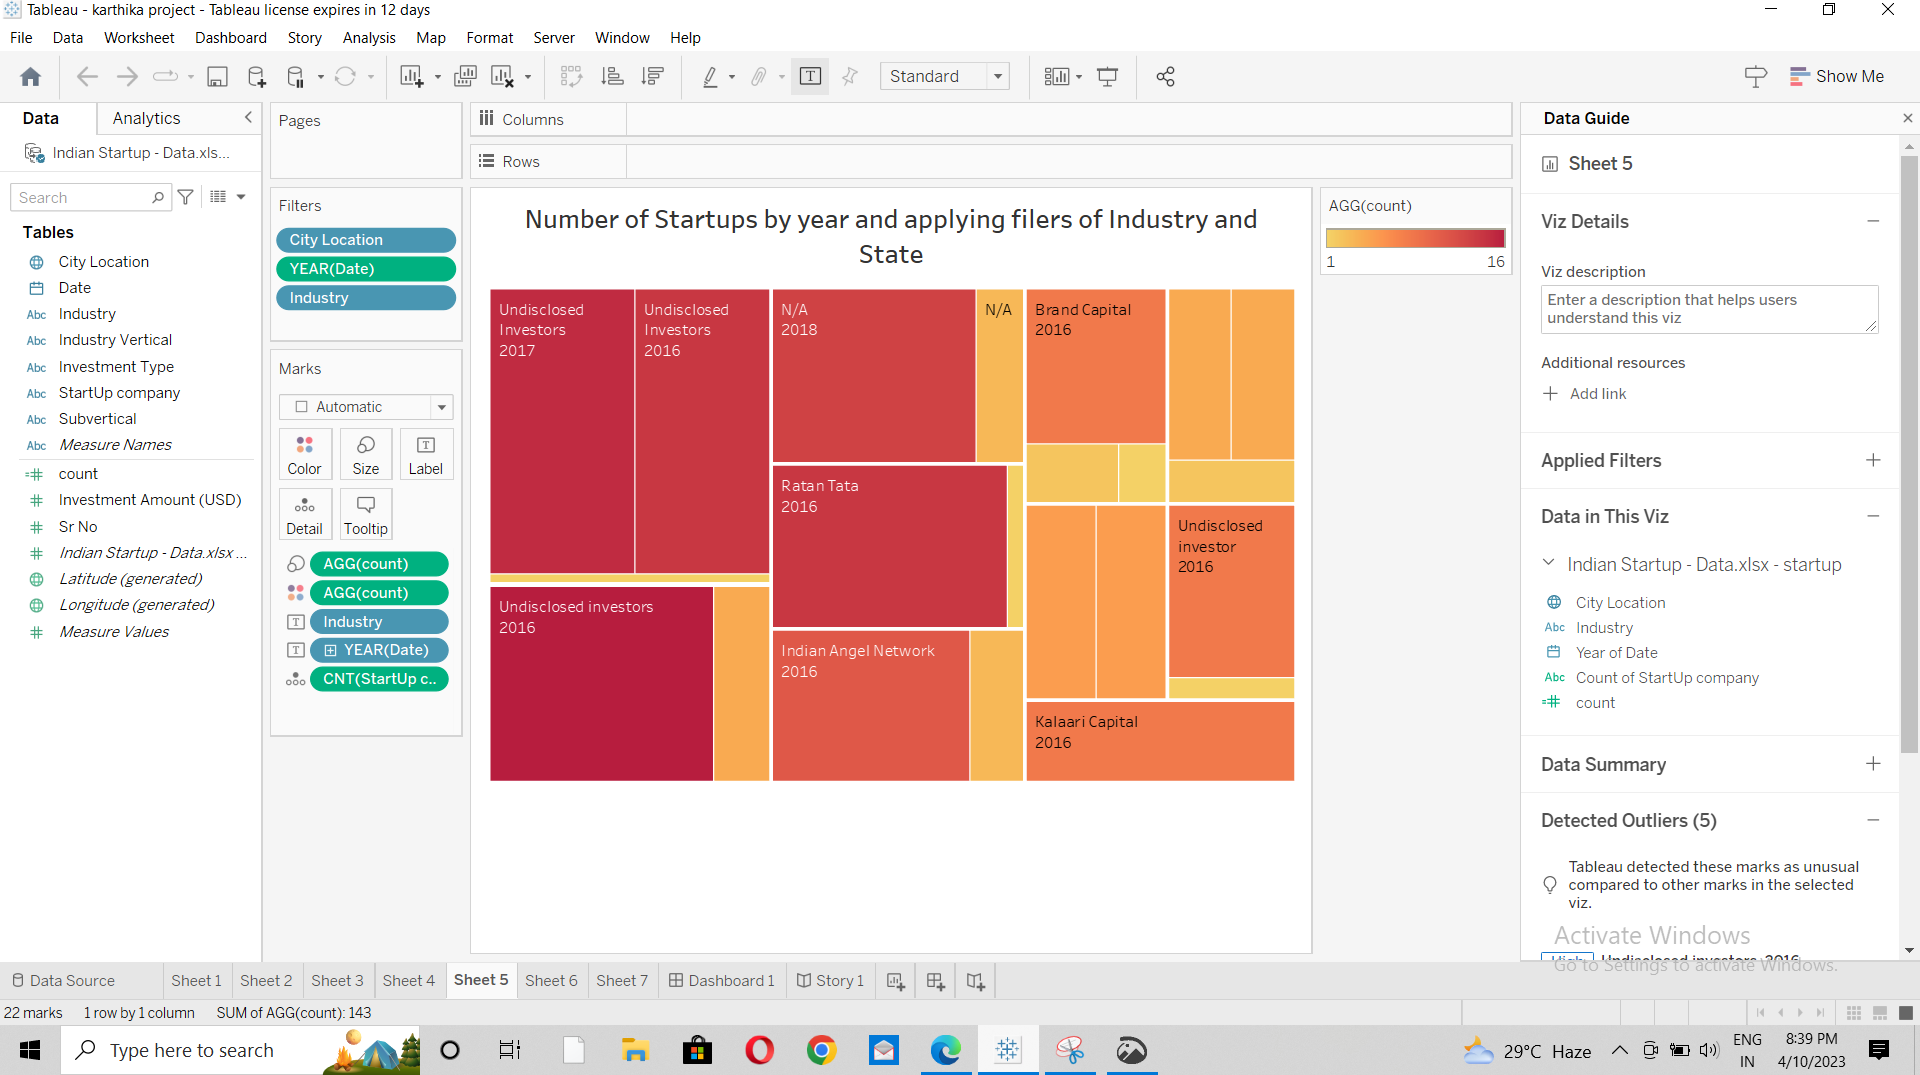 Tableau - karthika project - Tableau license expires in 12 days
File Data Worksheet Dashboard Story Analysis Map Format Server Window Help
Standard
Show Me
Data Analytics
Indian Startup - Data.xls...
Search
Tables
City Location
Date
Abc Industry
Abc Industry Vertical
Abc Investment Type
Abc StartUp company
Abc Subvertical
Abc Measure Names
count
Investment Amount (USD)
Sr No
Indian Startup - Data.xlsx ...
Latitude (generated)
Longitude (generated)
Measure Values
Pages
Filters
City Location
YEAR(Date)
Industry
Marks
Automatic
Color Size Label
Detail Tooltip
AGG(count)
AGG(count)
Industry
YEAR(Date)
CNT(StartUp c..
Columns
Rows
Number of Startups by year and applying filers of Industry and
State
Undisclosed
Investors
2017
Undisclosed
Investors
2016
N/A
2018
N/A
Brand Capital
2016
Ratan Tata
2016
Undisclosed
investor
2016
Undisclosed investors
2016
Indian Angel Network
2016
Kalaari Capital
2016
AGG(count)
1 16
Data Guide
Sheet 5
Viz Details
Viz description
Enter a description that helps users
understand this viz
Additional resources
Add link
Applied Filters
Data in This Viz
Indian Startup - Data.xlsx - startup
City Location
Abc Industry
Year of Date
Abc Count of StartUp company
count
Data Summary
Detected Outliers (5)
Tableau detected these marks as unusual
compared to other marks in the selected
viz.
Activate Windows
Go to Settings to activate Windows.
Data Source Sheet 1 Sheet 2 Sheet 3 Sheet 4 Sheet 5 Sheet 6 Sheet 7 Dashboard 1 Story 1
22 marks 1 row by 1 column SUM of AGG(count): 143
Type here to search
29°C Haze
ENG
IN
8:39 PM
4/10/2023